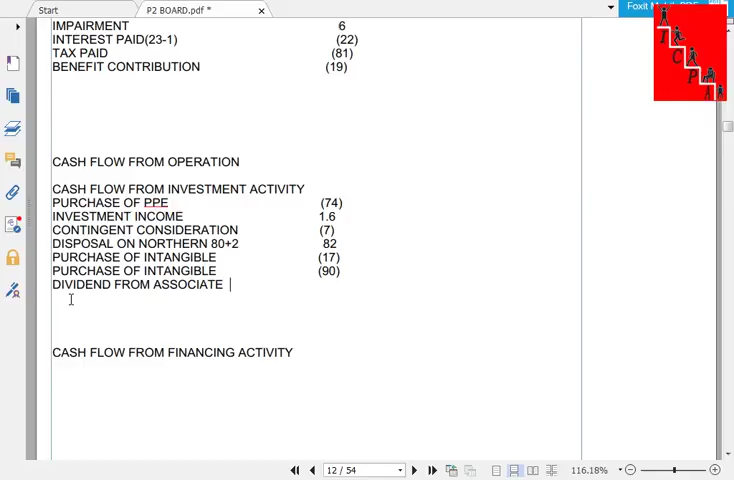 Start
P2 BOARD.pdf *
IMPAIRMENT 6
INTEREST PAID(23-1) (22)
TAX PAID (81)
BENEFIT CONTRIBUTION (19)
CASH FLOW FROM OPERATION
CASH FLOW FROM INVESTMENT ACTIVITY
PURCHASE OF PPE (74)
INVESTMENT INCOME 1.6
CONTINGENT CONSIDERATION (7)
DISPOSAL ON NORTHERN 80+2 82
PURCHASE OF INTANGIBLE (17)
PURCHASE OF INTANGIBLE (90)
DIVIDEND FROM ASSOCIATE
CASH FLOW FROM FINANCING ACTIVITY
I
C
P
A
12 / 54
116.18%